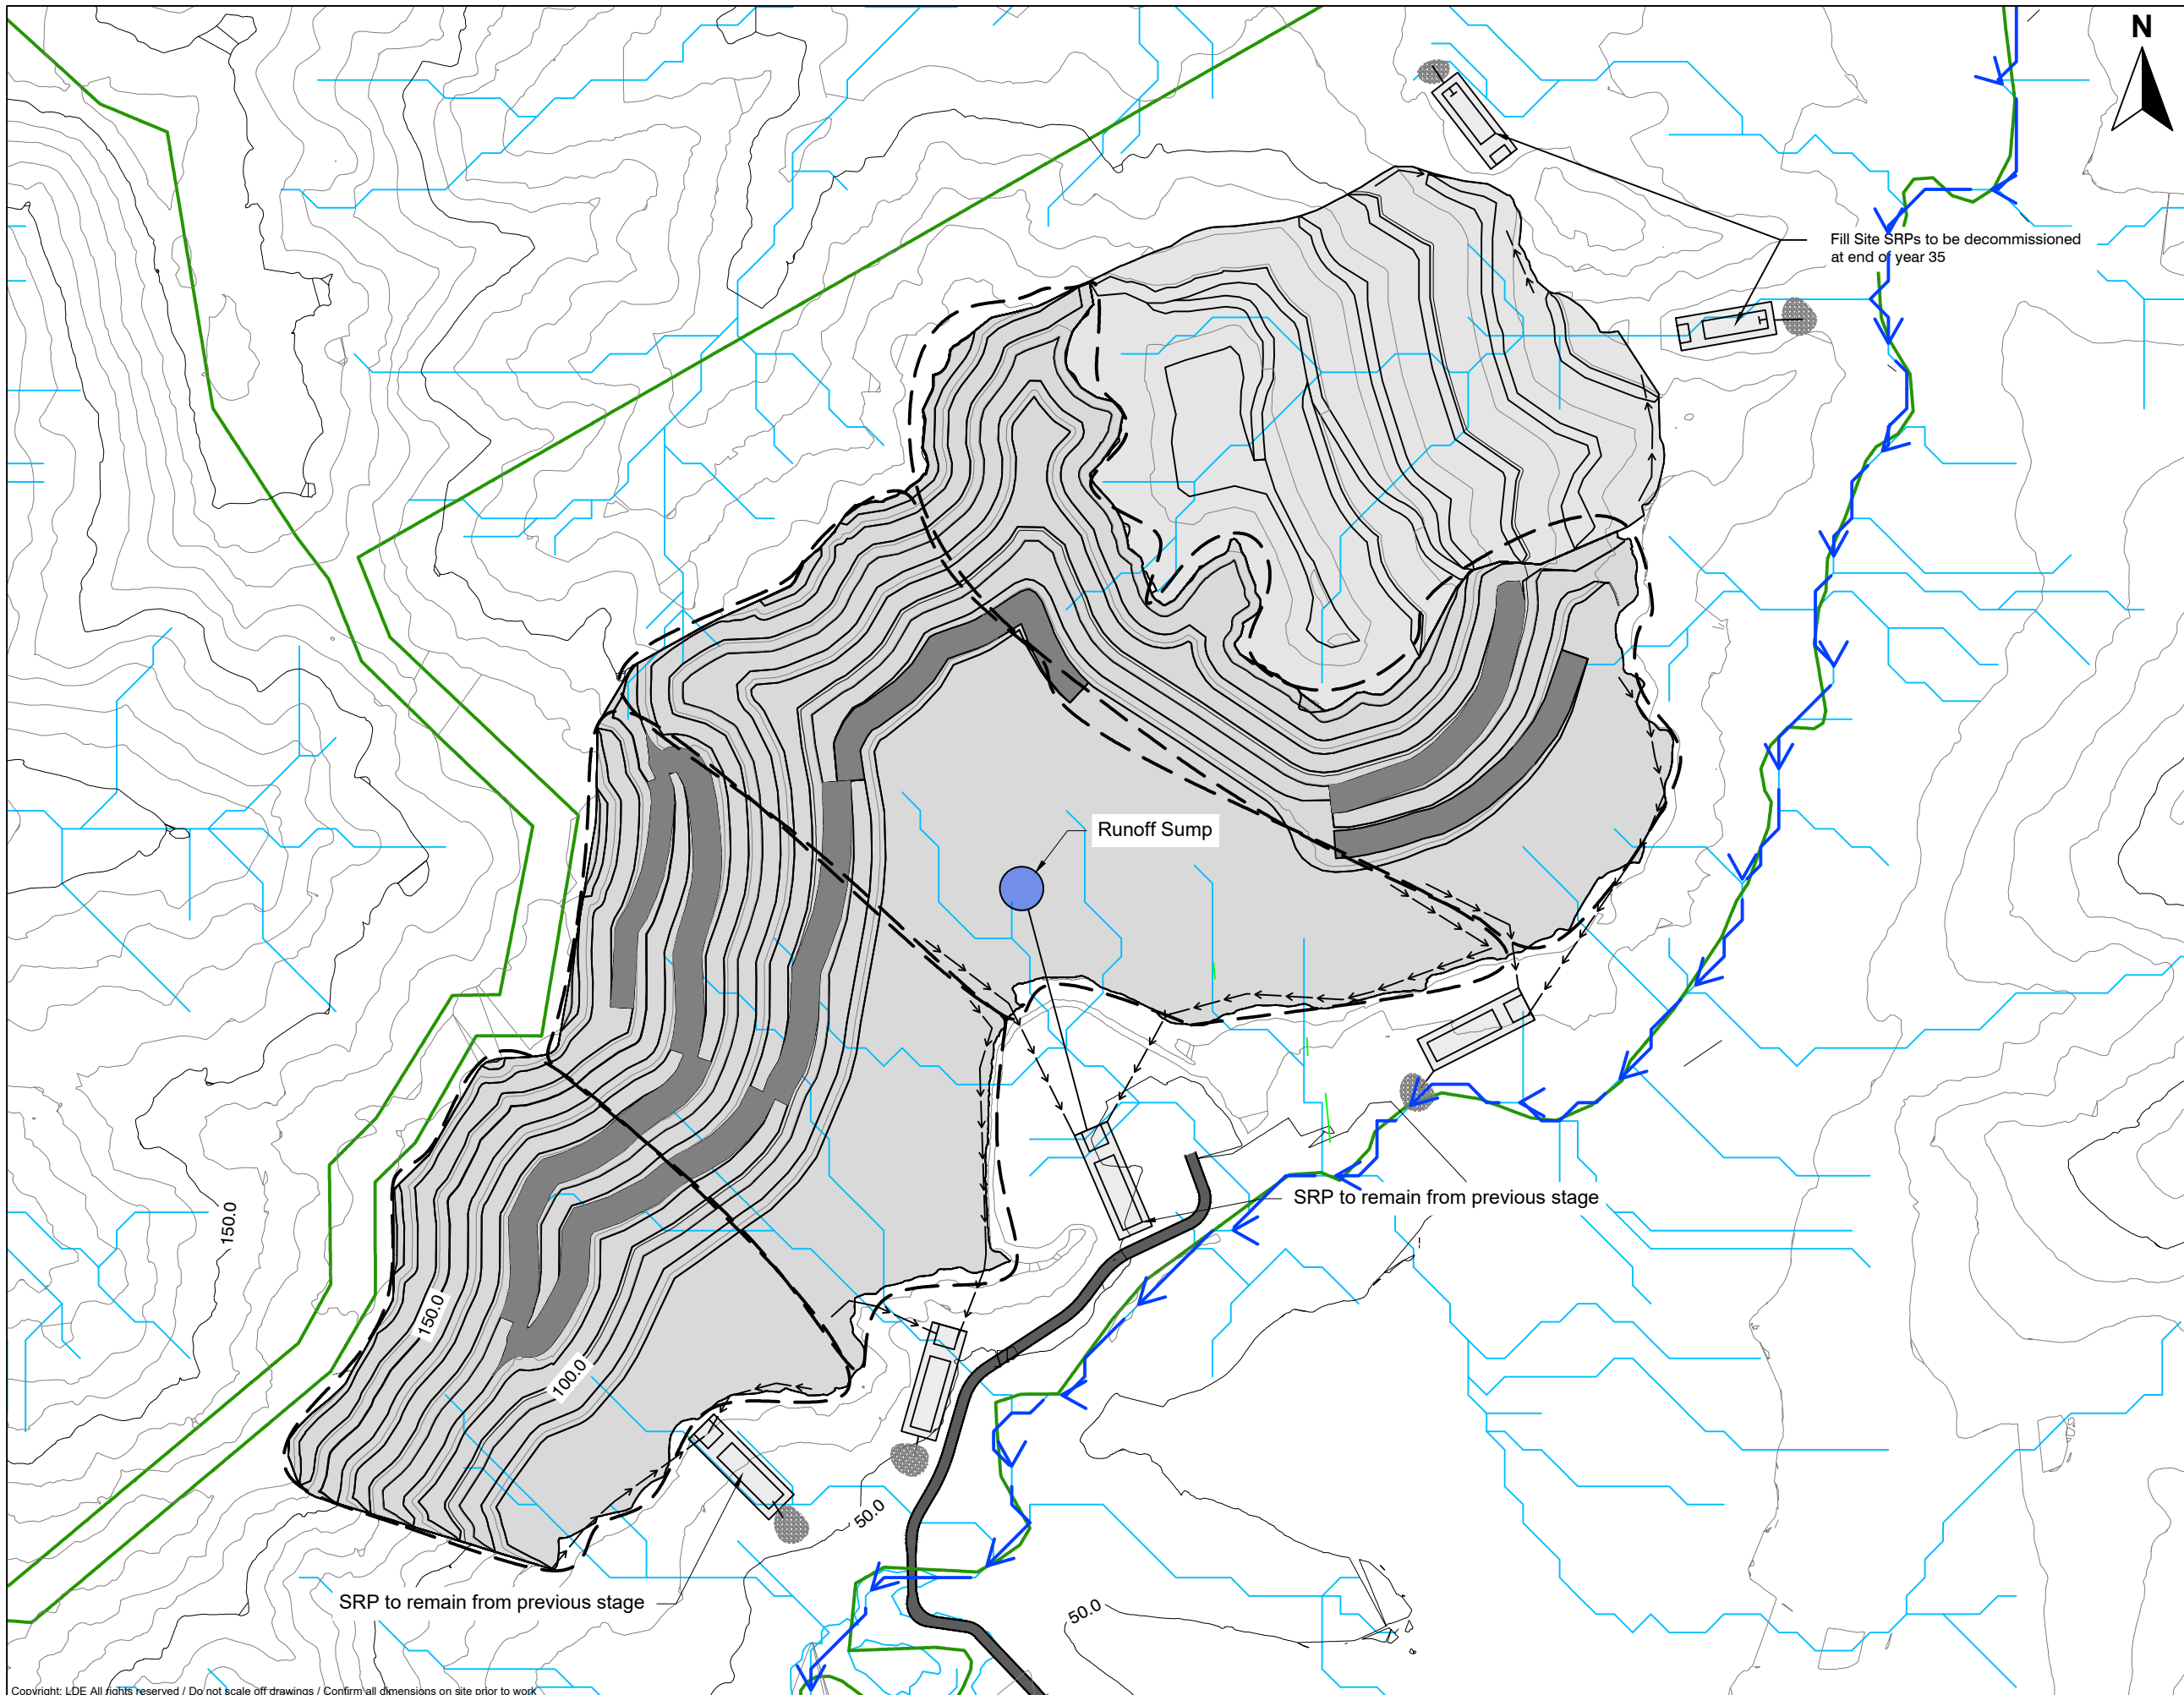 N
Fill Site SRPs to be decommissioned
at end of year 35
Runoff Sump
SRP to remain from previous stage
150.0
150.0
100.0
50.0
SRP to remain from previous stage
50.0
Copyright: LDE All rights reserved / Do not scale off drawings / Confirm all dimensions on site prior to work